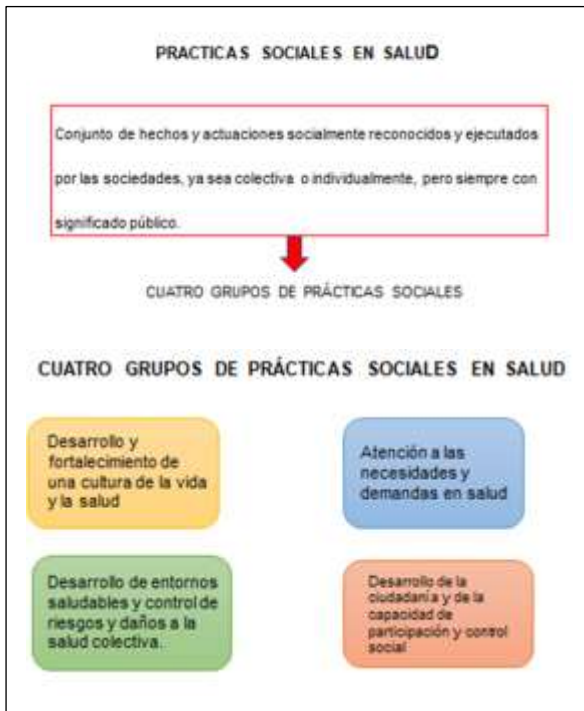 PRACTICAS SOCIALES EN SALUD
Conjunto de hechos y actuaciones socialmente reconocidos y ejecutados
por las sociedades, ya sea colectiva o individualmente, pero siempre con
significado público.
CUATRO GRUPOS DE PRÁCTICAS SOCIALES
CUATRO GRUPOS DE PRÁCTICAS SOCIALES EN SALUD
Desarrollo y
fortalecimiento de
una cultura de la vida
y la salud
Atención a las
necesidades y
demandas en salud
Desarrollo de entornos
saludables y control de
riesgos y daños a la
salud colectiva.
Desarrollo de la
ciudadanía y de la
capacidad de
participación y control
social